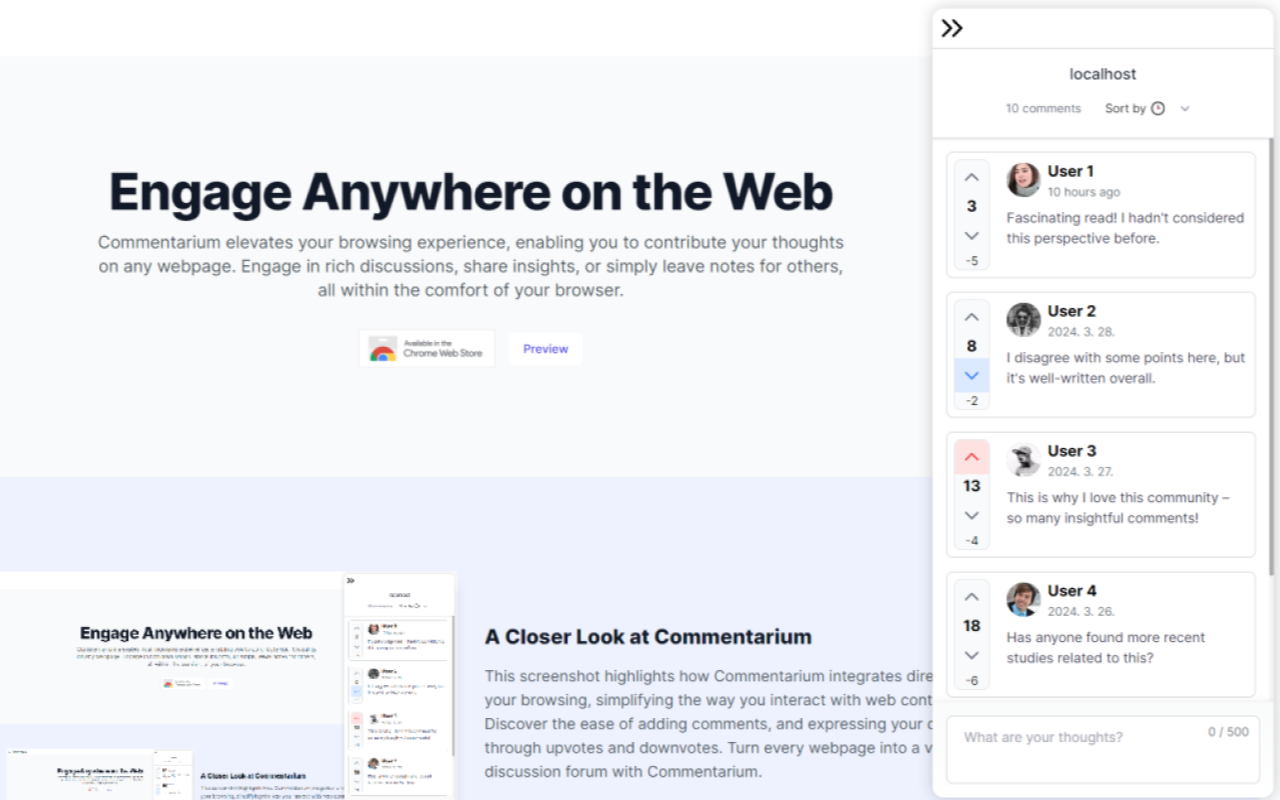 Engage Anywhere on the Web
Commentarium elevates your browsing experience, enabling you to contribute your thoughts
on any webpage. Engage in rich discussions, share insights, or simply leave notes for others,
all within the comfort of your browser.
Available in the
Chrome Web Store
Preview
Engage Anywhere on the Web
Engage Anywhere on the Web
A Closer Look at Commentarium
A Closer Look at Commentarium
This screenshot highlights how Commentarium integrates dire
your browsing, simplifying the way you interact with web cont
Discover the ease of adding comments, and expressing your
through upvotes and downvotes. Turn every webpage into a v
discussion forum with Commentarium.
localhost
10 comments Sort by
3
-5
User 1
10 hours ago
Fascinating read! I hadn't considered
this perspective before.
8
-2
User 2
2024. 3. 28.
I disagree with some points here, but
it's well-written overall.
13
-4
User 3
2024. 3. 27.
This is why I love this community –
so many insightful comments!
18
-6
User 4
2024. 3. 26.
Has anyone found more recent
studies related to this?
What are your thoughts?
0 / 500